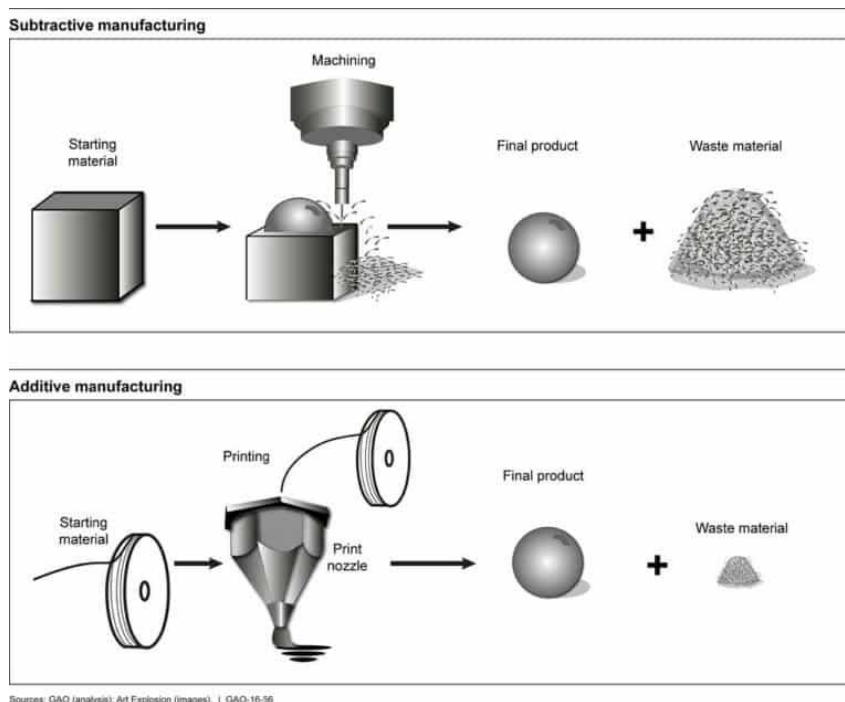 Subtractive manufacturing
Machining
Starting
material
Final product
Waste material
+
Additive manufacturing
Printing
Final product
Starting
material
Print
nozzle
Waste material
+
Sources: GAO (analysis); Art Explosion (images). | GAO-16-56